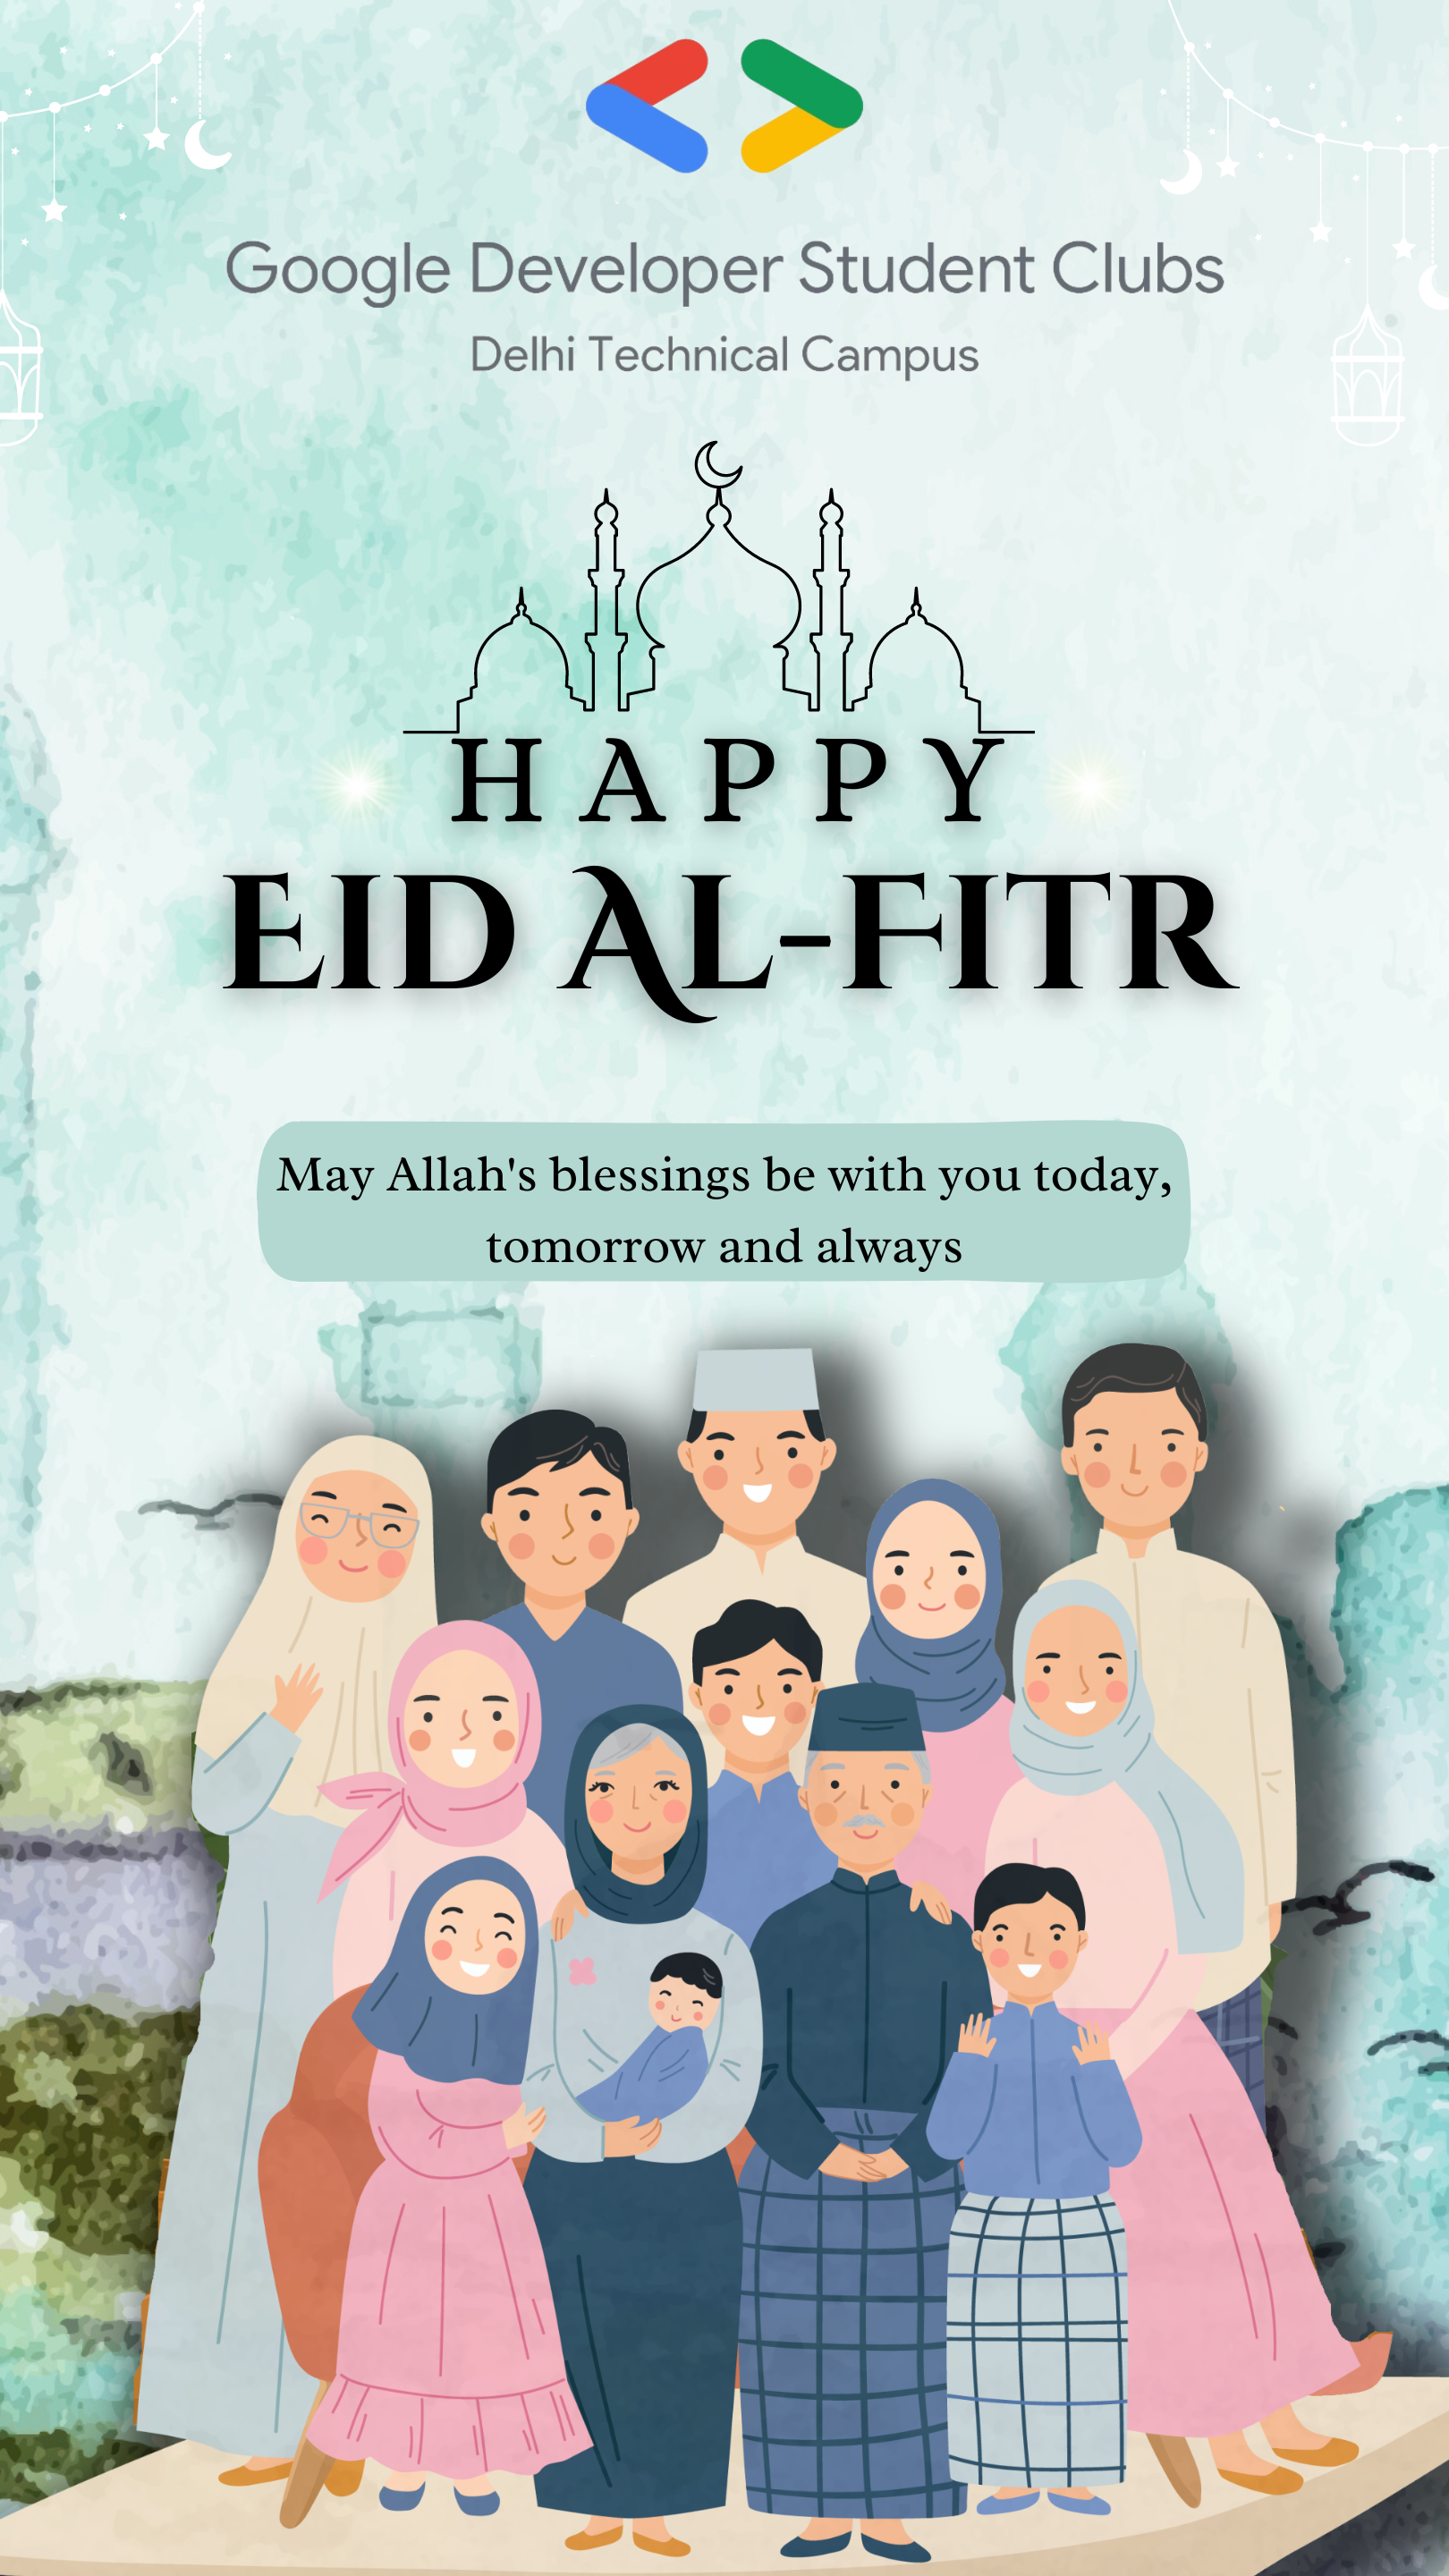 Google Developer Student Clubs
Delhi Technical Campus
HAPPY
EID AL-FITR
May Allah's blessings be with you today,
tomorrow and always